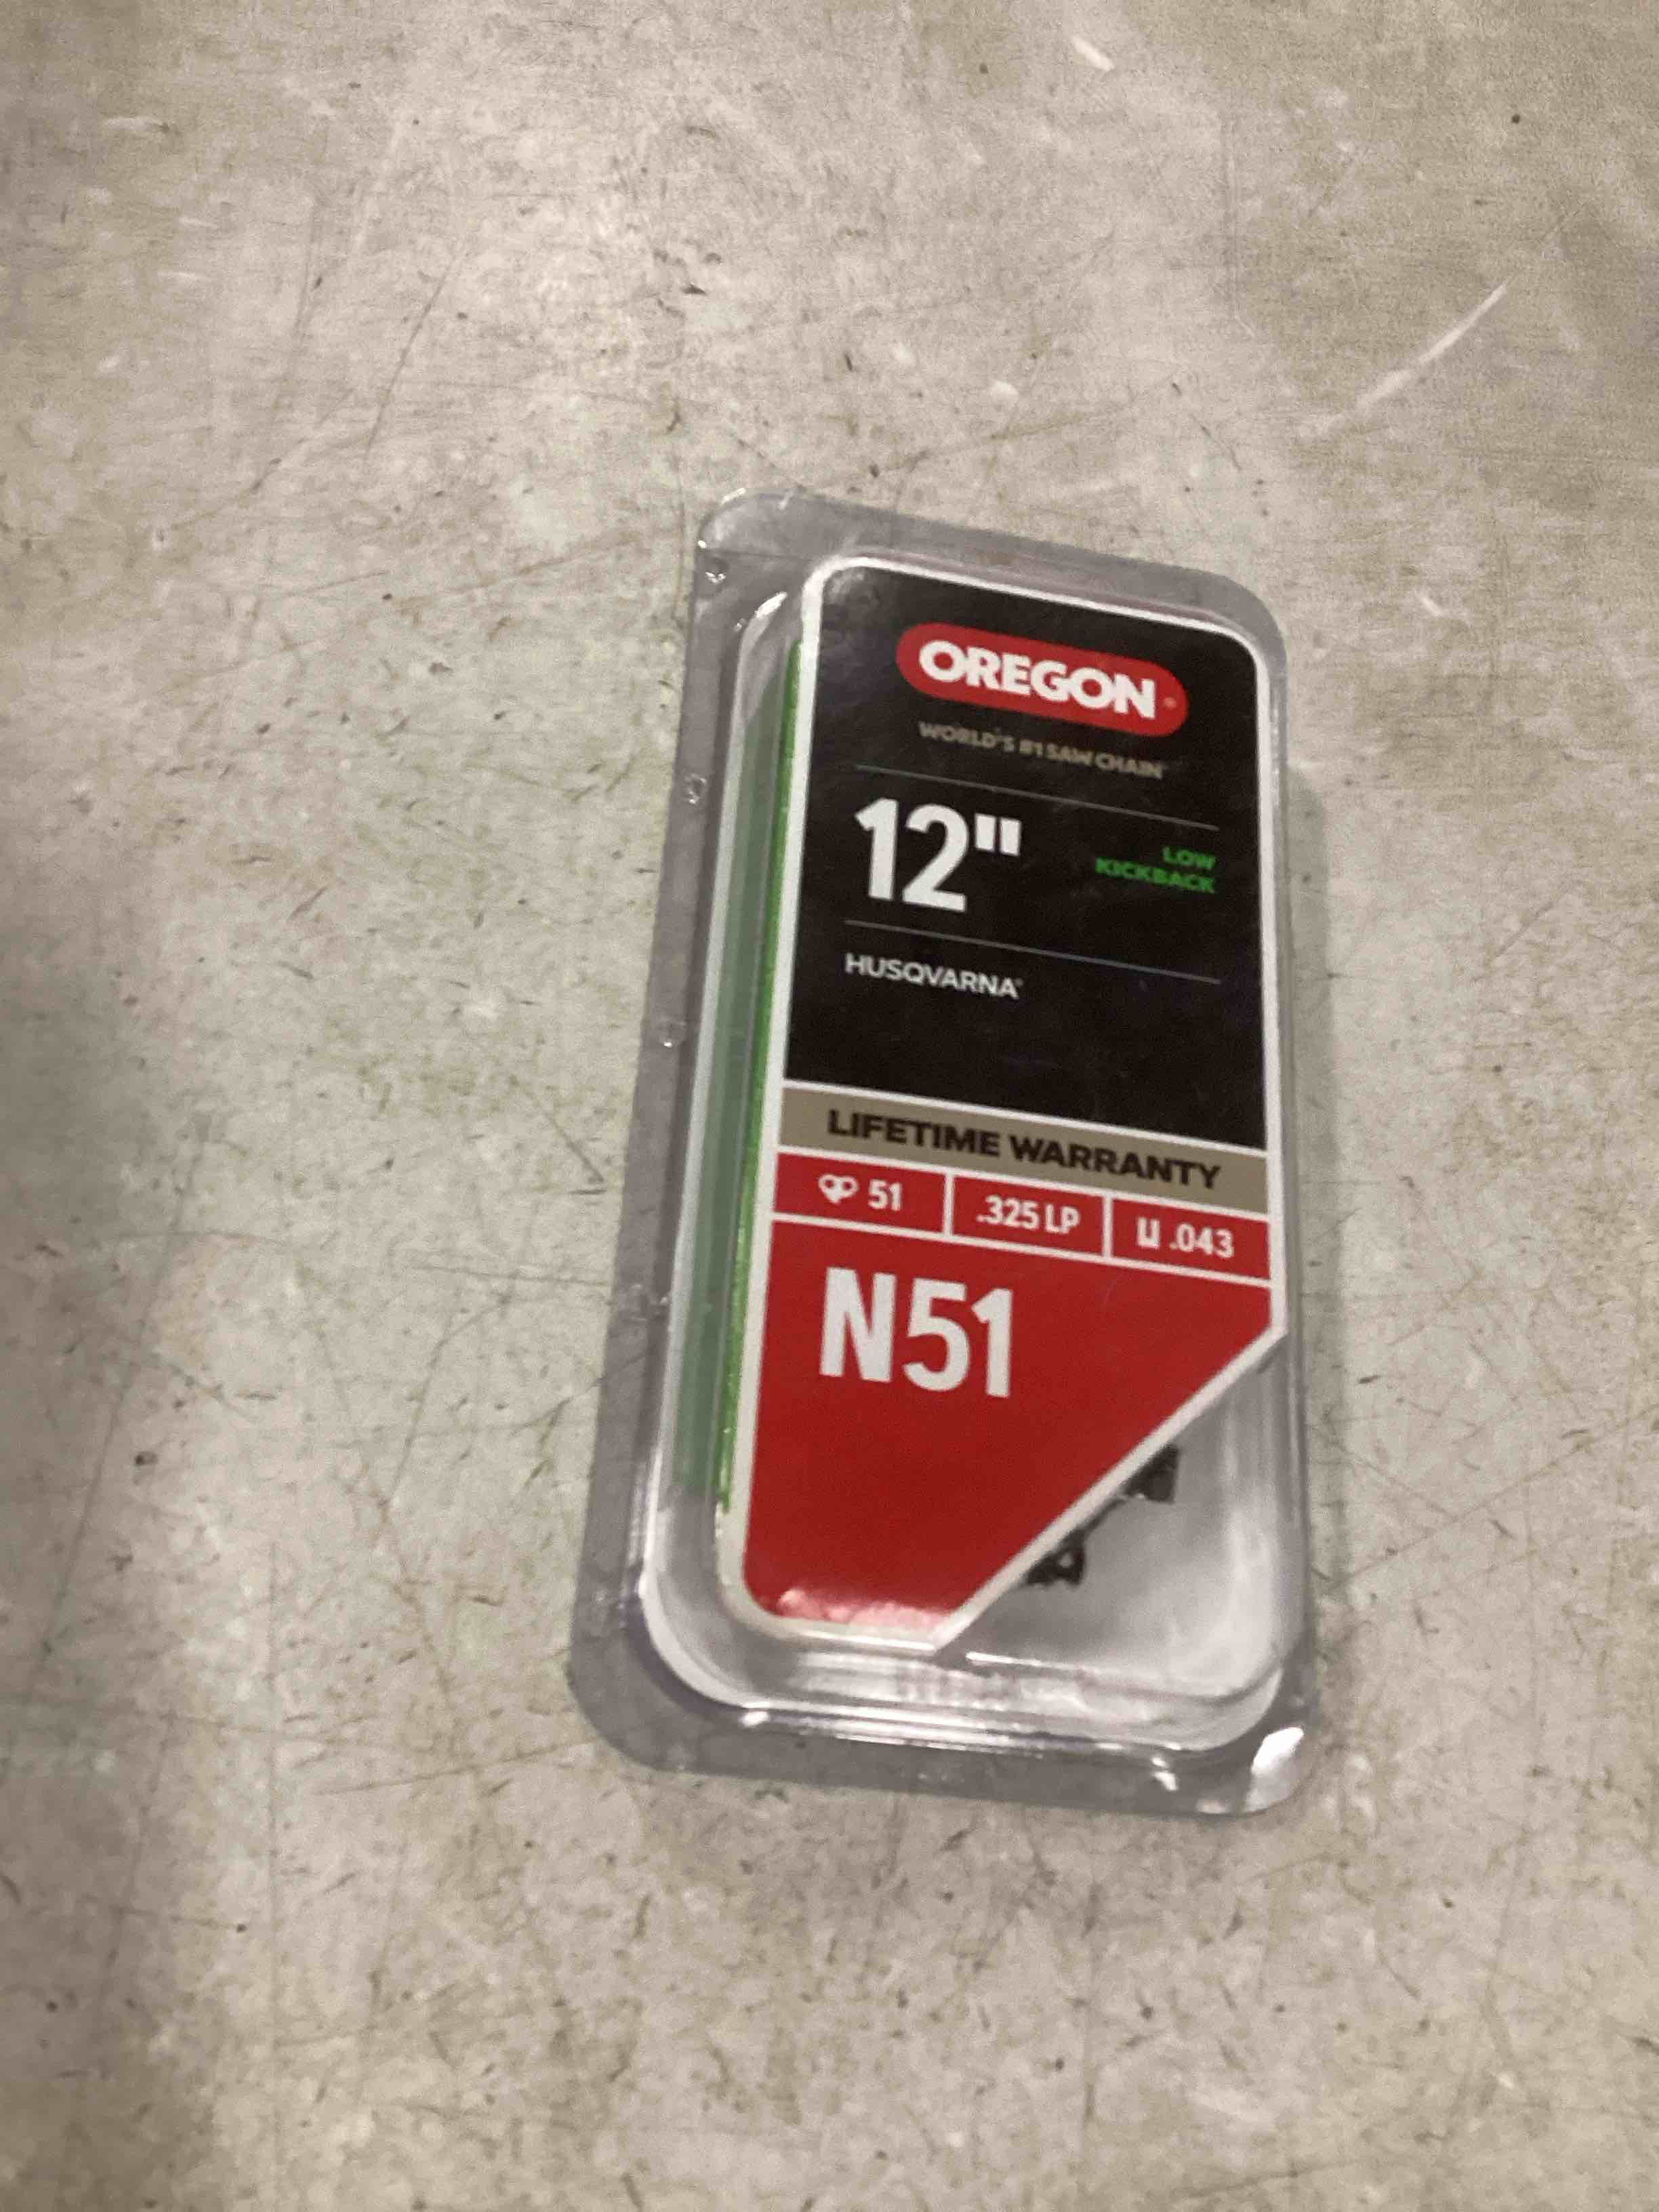 OREGON®
WORLD'S #1 SAW CHAIN
12"
LOW
KICKBACK
HUSQVARNA®
LIFETIME WARRANTY
51
.325 LP
.043
N51